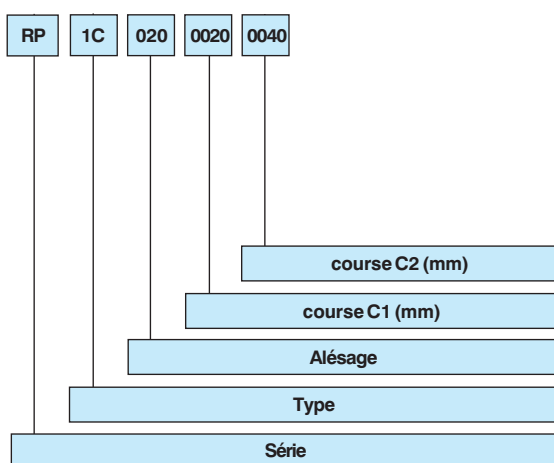 RP 1C 020 0020 0040
course C2 (mm)
course C1 (mm)
Alésage
Type
Série